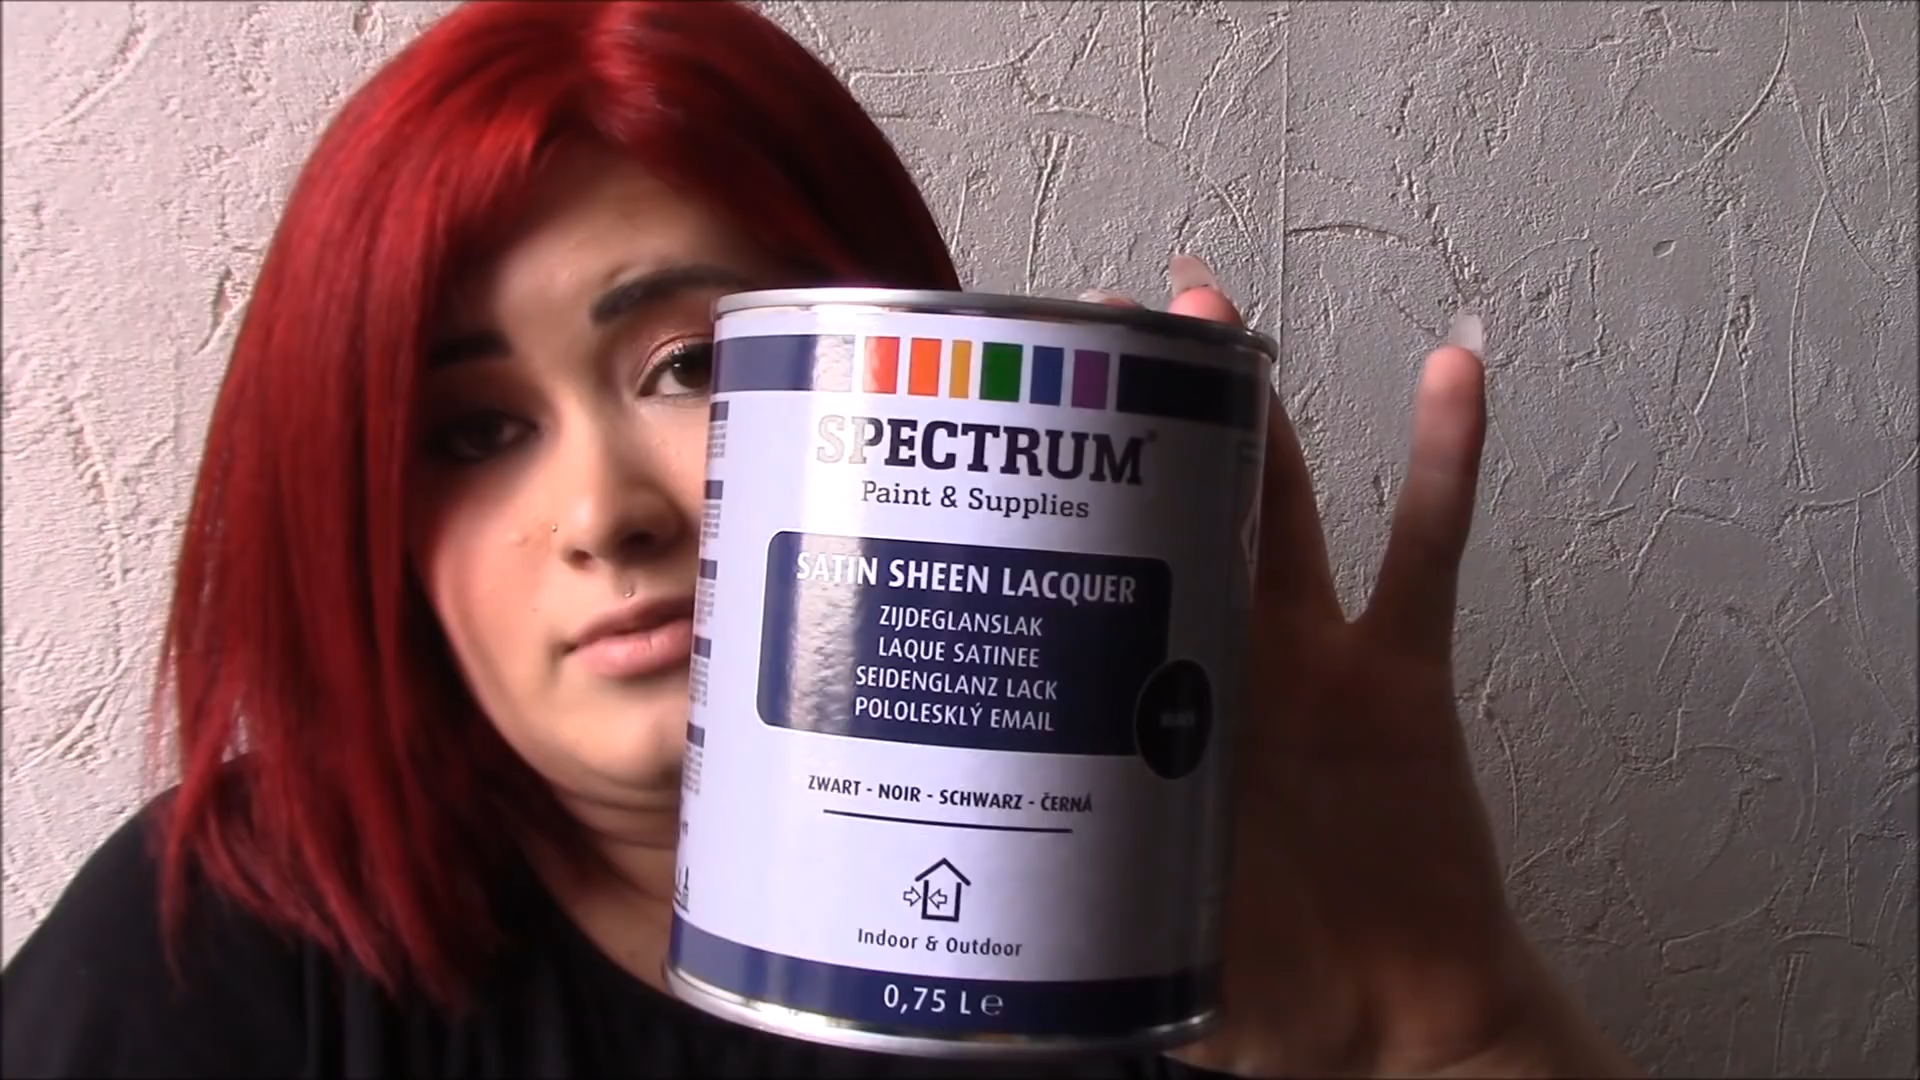 SPECTRUM
Paint & Supplies
SATIN SHEEN LACQUER
ZIJDEGLANSLAK
LAQUE SATINEE
SEIDENGLANZ LACK
POLOLESKLÝ EMAIL
ZWART - NOIR - SCHWARZ - ČERNÁ
Indoor & Outdoor
0,75 L ℮